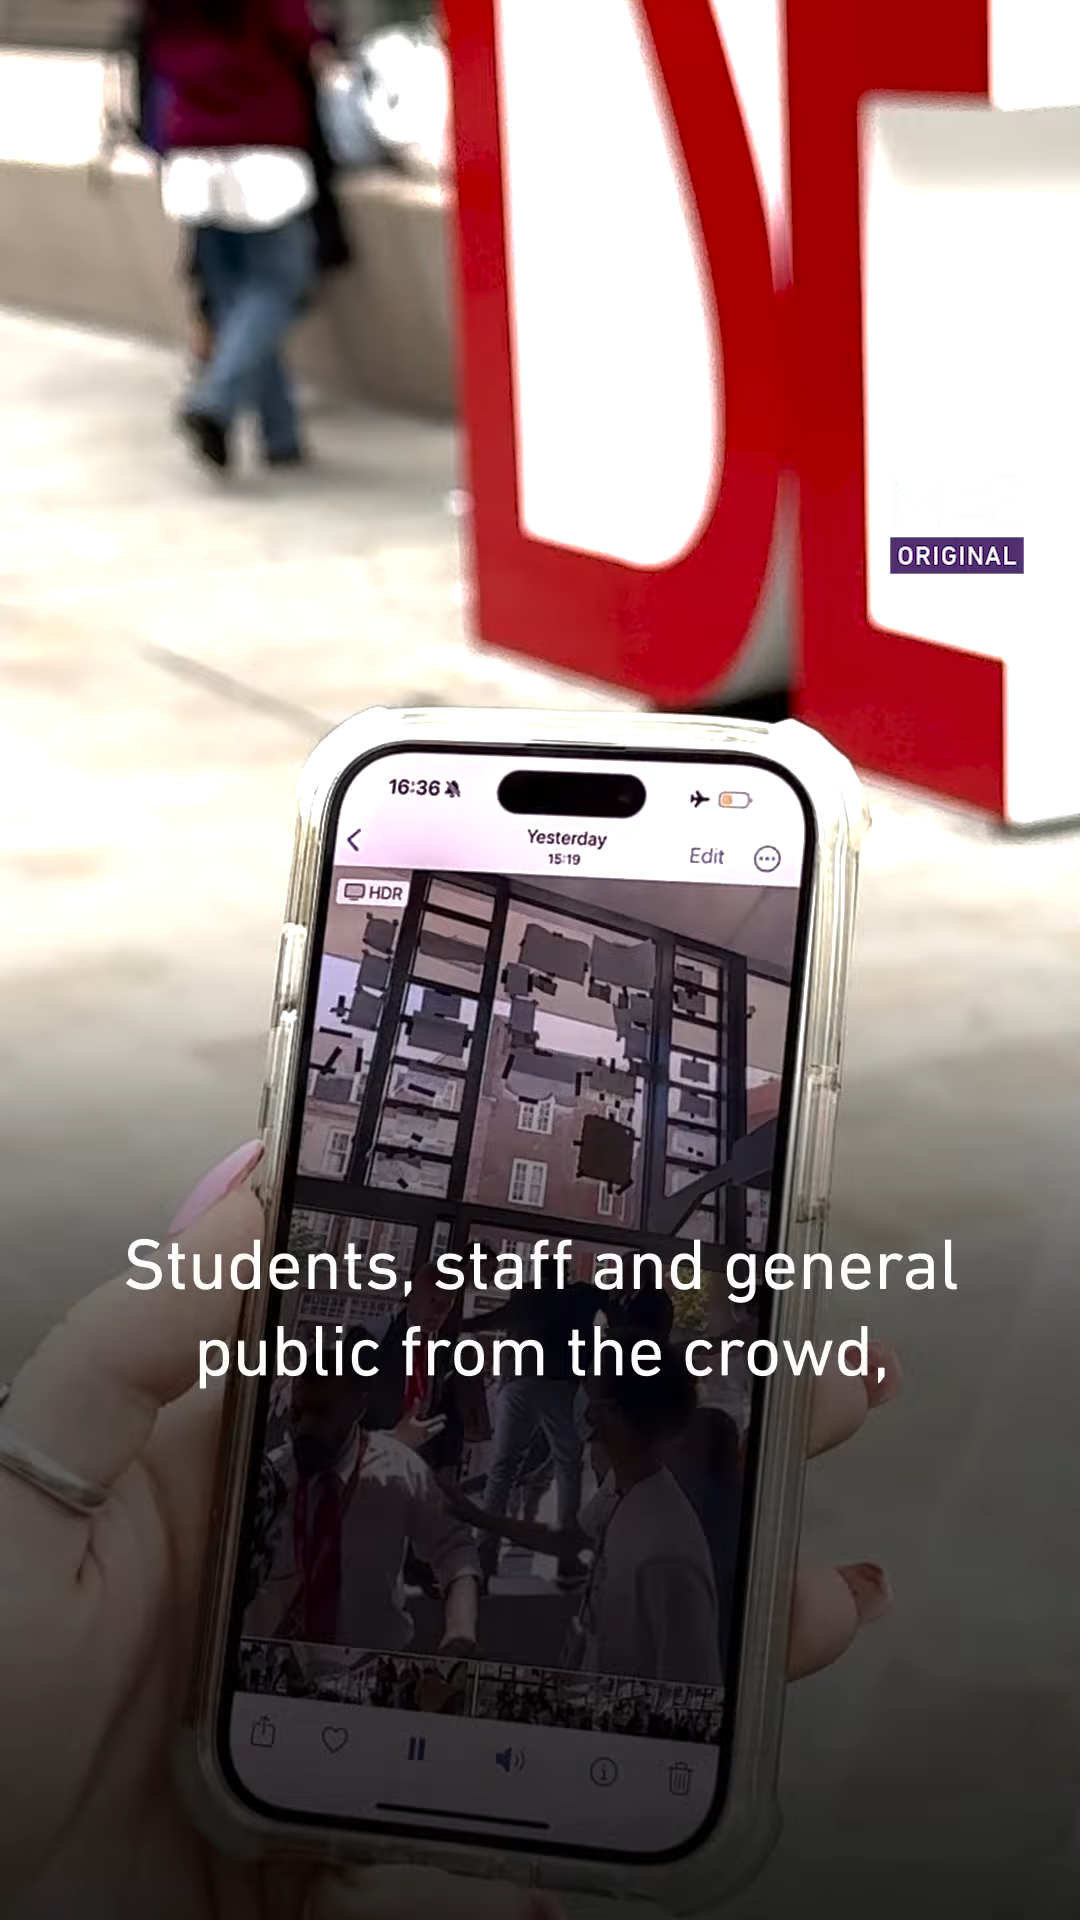 ORIGINAL
16:36
Yesterday
15:19
Edit
HDR
Students, staff and general
public from the crowd,